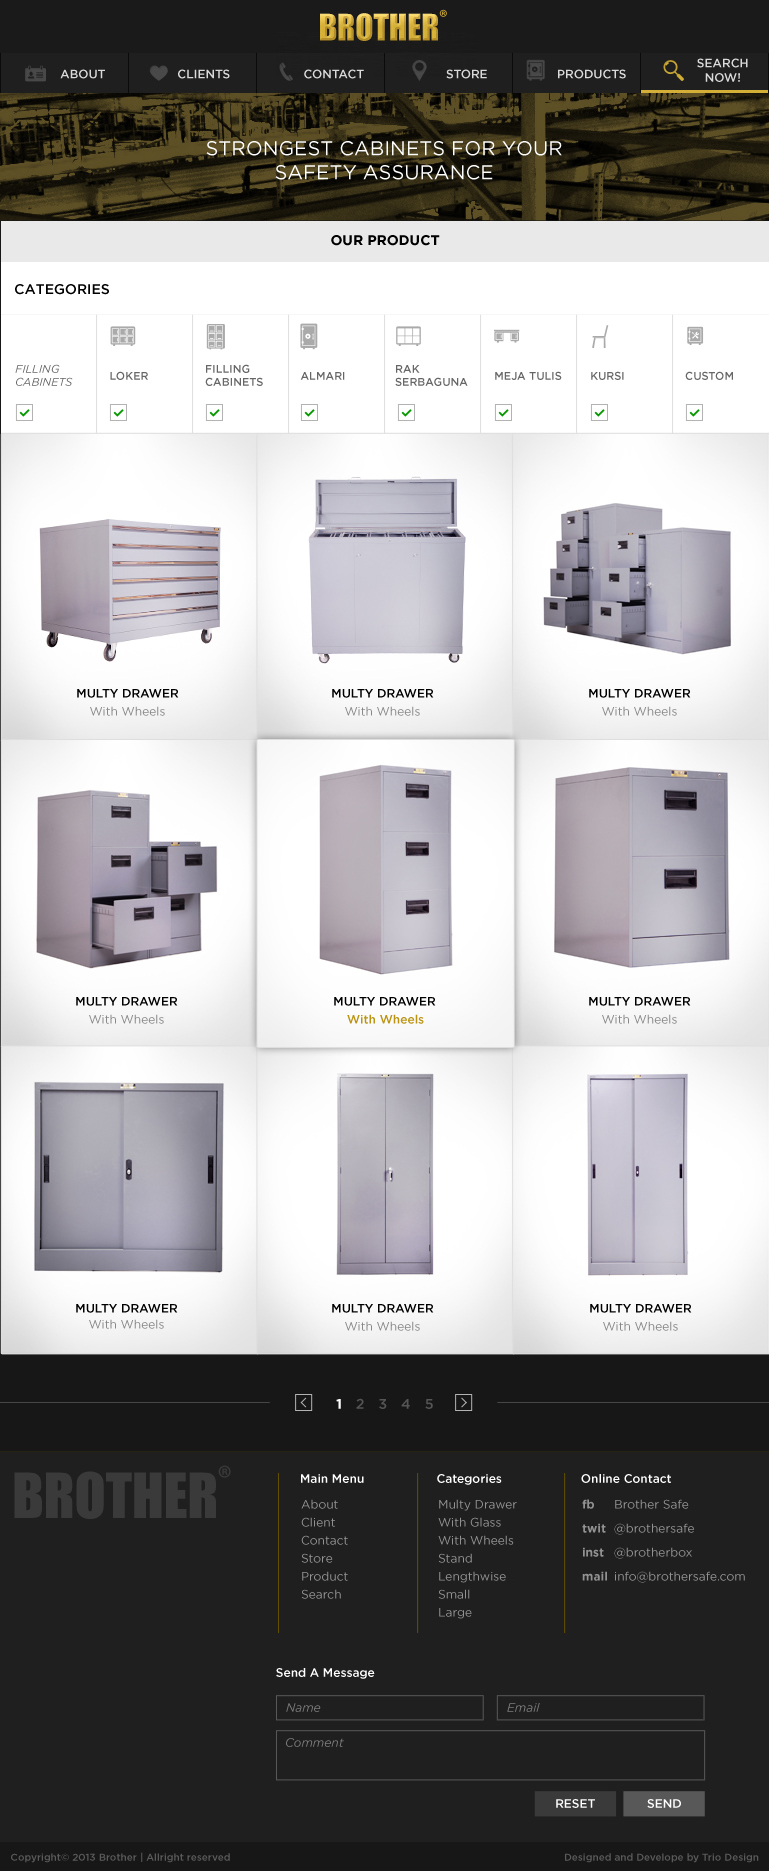 BROTHER®
ABOUT
CLIENTS
CONTACT
STORE
PRODUCTS
SEARCH
NOW!
STRONGEST CABINETS FOR YOUR
SAFETY ASSURANCE
OUR PRODUCT
CATEGORIES
FILLING
CABINETS
LOKER
FILLING
CABINETS
ALMARI
RAK
SERBAGUNA
MEJA TULIS
KURSI
CUSTOM
MULTY DRAWER
With Wheels
MULTY DRAWER
With Wheels
MULTY DRAWER
With Wheels
MULTY DRAWER
With Wheels
MULTY DRAWER
With Wheels
MULTY DRAWER
With Wheels
MULTY DRAWER
With Wheels
MULTY DRAWER
With Wheels
MULTY DRAWER
With Wheels
1 2 3 4 5
BROTHER®
Main Menu
About
Client
Contact
Store
Product
Search
Categories
Multy Drawer
With Glass
With Wheels
Stand
Lengthwise
Small
Large
Online Contact
fb Brother Safe
twit @brothersafe
inst @brotherbox
mail info@brothersafe.com
Send A Message
Name
Email
Comment
RESET
SEND
Copyright© 2013 Brother | Allright reserved
Designed and Develope by Trio Design